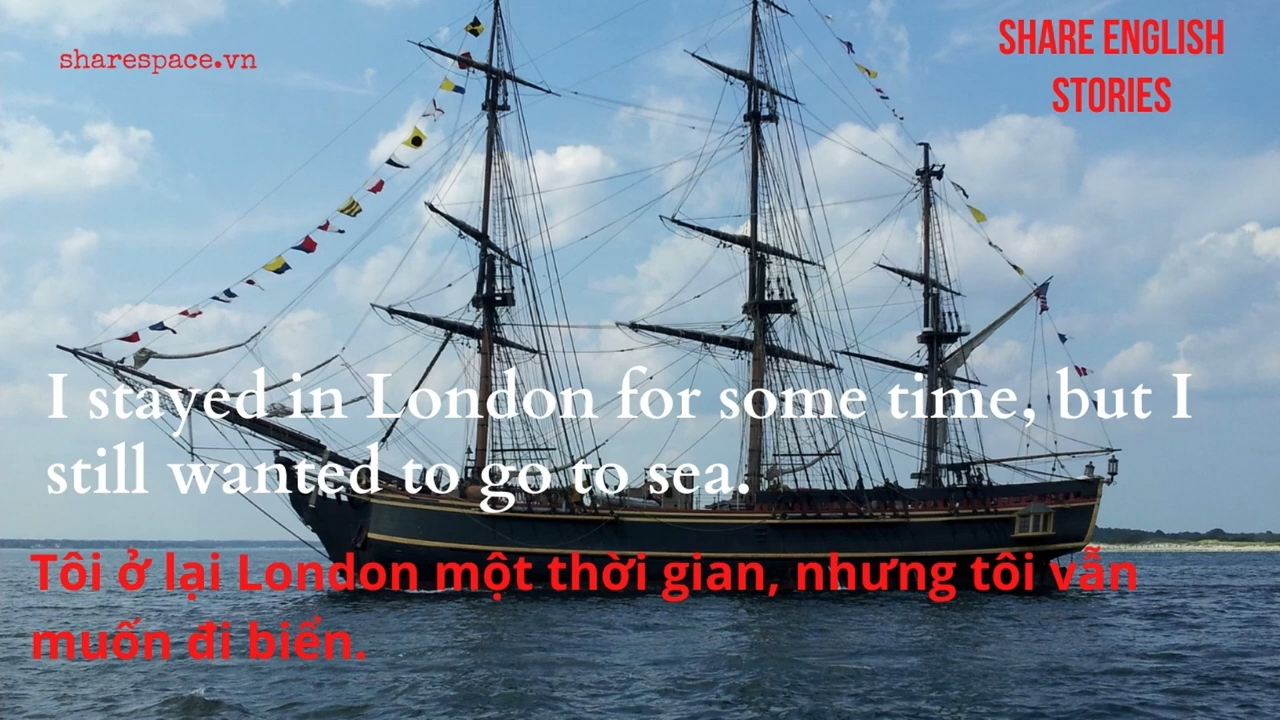 sharespace.vn
SHARE ENGLISH
STORIES
I stayed in London for some time, but I
still wanted to go to sea.
Tôi ở lại London một thời gian, nhưng tôi vẫn
muốn đi biển.